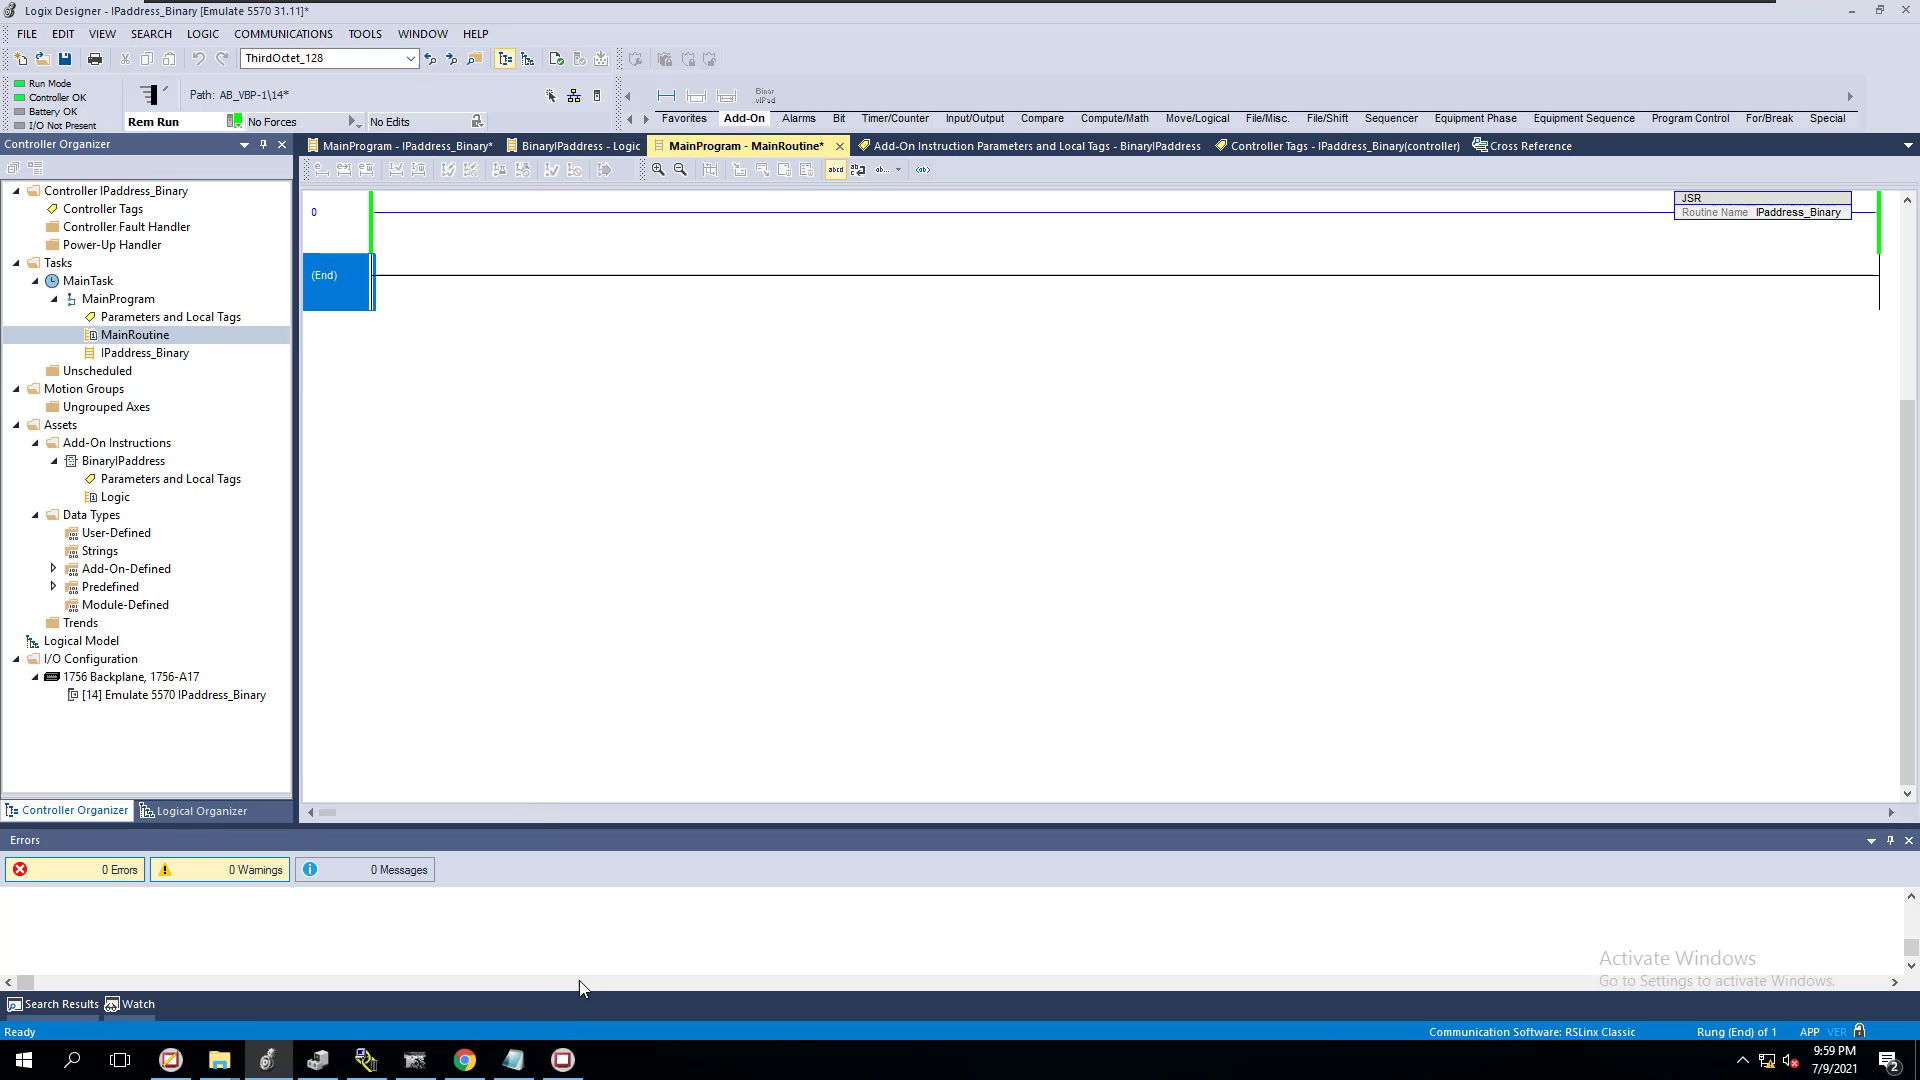 Logix Designer - IPaddress_Binary [Emulate 5570 31.11]*
FILE EDIT VIEW SEARCH LOGIC COMMUNICATIONS TOOLS WINDOW HELP
ThirdOctet_128
Run Mode
Controller OK
Battery OK
I/O Not Present
Path: AB_VBP-1\14*
Rem Run
No Forces
No Edits
Favorites Add-On Alarms Bit Timer/Counter Input/Output Compare Compute/Math Move/Logical File/Misc. File/Shift Sequencer Equipment Phase Equipment Sequence Program Control For/Break Special
Controller Organizer
MainProgram - IPaddress_Binary* BinaryIPaddress - Logic MainProgram - MainRoutine* Add-On Instruction Parameters and Local Tags - BinaryIPaddress Controller Tags - IPaddress_Binary(controller) Cross Reference
Controller IPaddress_Binary
Controller Tags
Controller Fault Handler
Power-Up Handler
Tasks
MainTask
MainProgram
Parameters and Local Tags
MainRoutine
IPaddress_Binary
Unscheduled
Motion Groups
Ungrouped Axes
Assets
Add-On Instructions
BinaryIPaddress
Parameters and Local Tags
Logic
Data Types
User-Defined
Strings
Add-On-Defined
Predefined
Module-Defined
Trends
Logical Model
I/O Configuration
1756 Backplane, 1756-A17
[14] Emulate 5570 IPaddress_Binary
Controller Organizer Logical Organizer
0
JSR
Routine Name IPaddress_Binary
(End)
Errors
0 Errors 0 Warnings 0 Messages
Activate Windows
Go to Settings to activate Windows.
Search Results Watch
Ready
Communication Software: RSLinx Classic
Rung (End) of 1
APP VER
9:59 PM
7/9/2021
2